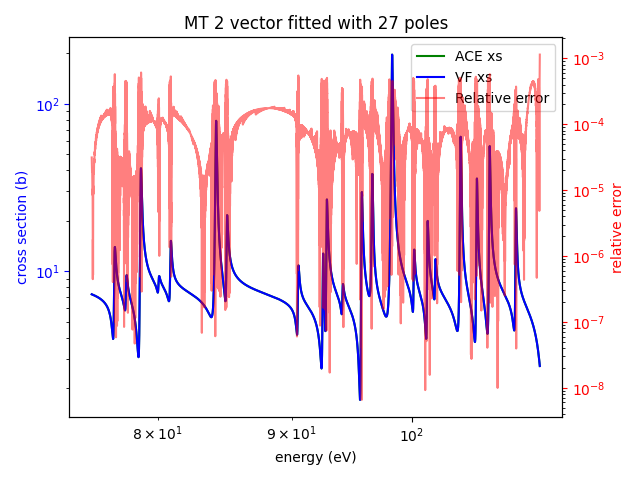 MT 2 vector fitted with 27 poles
ACE xs
VF xs
Relative error
cross section (b)
10²
10¹
relative error
10⁻³
10⁻⁴
10⁻⁵
10⁻⁶
10⁻⁷
10⁻⁸
8 × 10¹
9 × 10¹
10²
energy (eV)